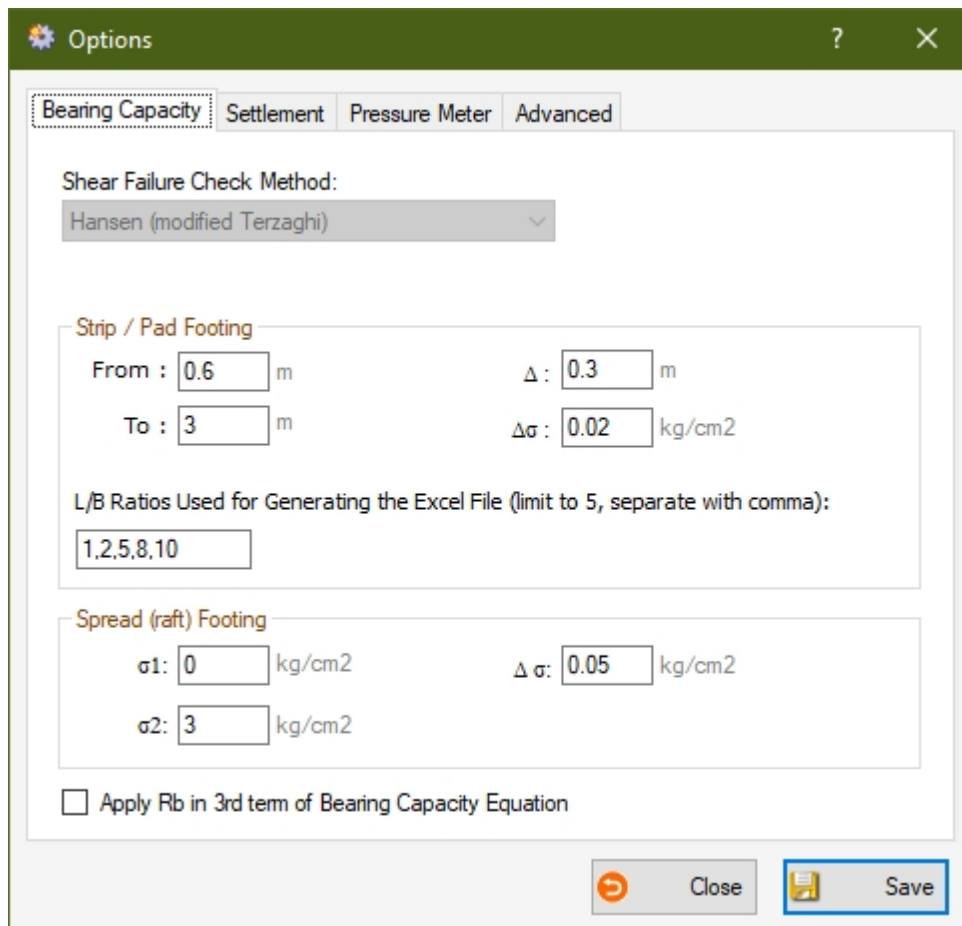 Options ?
Bearing Capacity Settlement Pressure Meter Advanced
Shear Failure Check Method:
Hansen (modified Terzaghi)
Strip / Pad Footing
From : 0.6 m Δ : 0.3 m
To : 3 m Δσ : 0.02 kg/cm2
L/B Ratios Used for Generating the Excel File (limit to 5, separate with comma):
1,2,5,8,10
Spread (raft) Footing
σ1: 0 kg/cm2 Δ σ: 0.05 kg/cm2
σ2: 3 kg/cm2
Apply Rb in 3rd term of Bearing Capacity Equation
Close Save